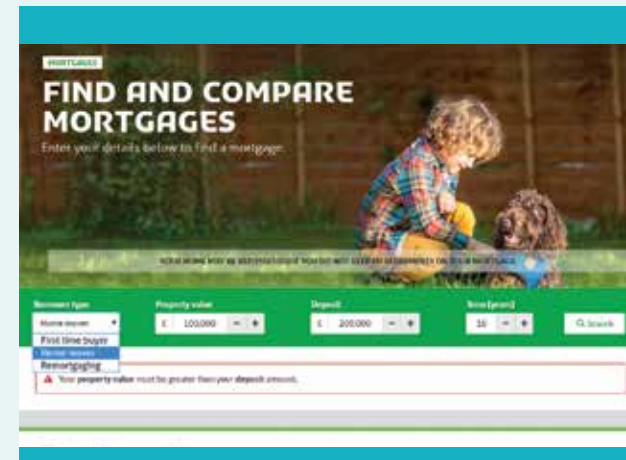 MORTGAGES
FIND AND COMPARE
MORTGAGES
Enter your details below to find a mortgage.
YOUR HOME MAY BE REPOSSESSED IF YOU DO NOT KEEP UP REPAYMENTS ON YOUR MORTGAGE
Borrower type Property value Deposit Term (years)
Home mover £ 100,000 - + £ 200,000 - + Search
First time buyer
Home mover
Remortgaging
Your property value must be greater than your deposit amount.